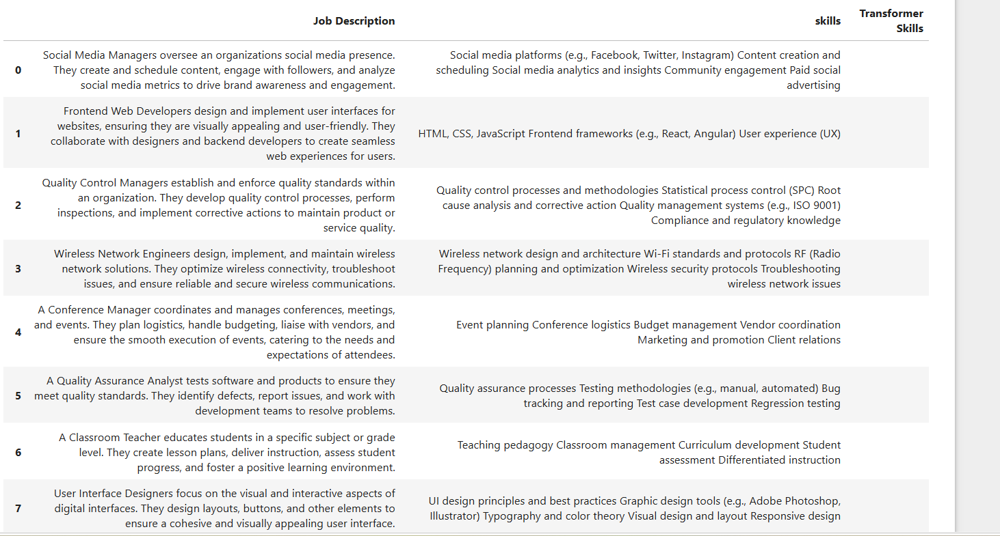 Job Description skills Transformer Skills
0
Social Media Managers oversee an organizations social media presence.
They create and schedule content, engage with followers, and analyze
social media metrics to drive brand awareness and engagement.
Social media platforms (e.g., Facebook, Twitter, Instagram) Content creation and
scheduling Social media analytics and insights Community engagement Paid social
advertising
1
Frontend Web Developers design and implement user interfaces for
websites, ensuring they are visually appealing and user-friendly. They
collaborate with designers and backend developers to create seamless
web experiences for users.
HTML, CSS, JavaScript Frontend frameworks (e.g., React, Angular) User experience (UX)
2
Quality Control Managers establish and enforce quality standards within
an organization. They develop quality control processes, perform
inspections, and implement corrective actions to maintain product or
service quality.
Quality control processes and methodologies Statistical process control (SPC) Root
cause analysis and corrective action Quality management systems (e.g., ISO 9001)
Compliance and regulatory knowledge
3
Wireless Network Engineers design, implement, and maintain wireless
network solutions. They optimize wireless connectivity, troubleshoot
issues, and ensure reliable and secure wireless communications.
Wireless network design and architecture Wi-Fi standards and protocols RF (Radio
Frequency) planning and optimization Wireless security protocols Troubleshooting
wireless network issues
4
A Conference Manager coordinates and manages conferences, meetings,
and events. They plan logistics, handle budgeting, liaise with vendors, and
ensure the smooth execution of events, catering to the needs and
expectations of attendees.
Event planning Conference logistics Budget management Vendor coordination
Marketing and promotion Client relations
5
A Quality Assurance Analyst tests software and products to ensure they
meet quality standards. They identify defects, report issues, and work with
development teams to resolve problems.
Quality assurance processes Testing methodologies (e.g., manual, automated) Bug
tracking and reporting Test case development Regression testing
6
A Classroom Teacher educates students in a specific subject or grade
level. They create lesson plans, deliver instruction, assess student
progress, and foster a positive learning environment.
Teaching pedagogy Classroom management Curriculum development Student
assessment Differentiated instruction
7
User Interface Designers focus on the visual and interactive aspects of
digital interfaces. They design layouts, buttons, and other elements to
ensure a cohesive and visually appealing user interface.
UI design principles and best practices Graphic design tools (e.g., Adobe Photoshop,
Illustrator) Typography and color theory Visual design and layout Responsive design